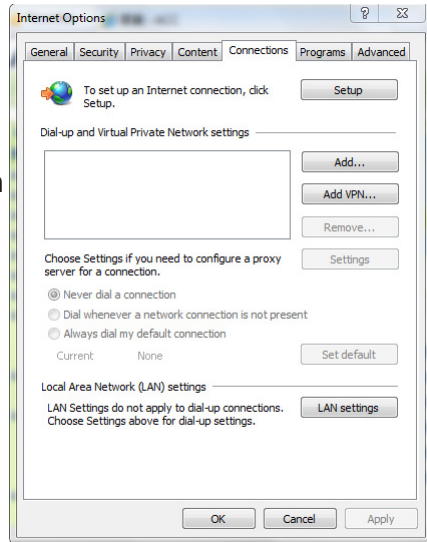 Internet Options
General Security Privacy Content Connections Programs Advanced
To set up an Internet connection, click
Setup.
Setup
Dial-up and Virtual Private Network settings
Add...
Add VPN...
Remove...
Choose Settings if you need to configure a proxy
server for a connection.
Settings
Never dial a connection
Dial whenever a network connection is not present
Always dial my default connection
Current None
Set default
Local Area Network (LAN) settings
LAN Settings do not apply to dial-up connections.
Choose Settings above for dial-up settings.
LAN settings
OK Cancel Apply